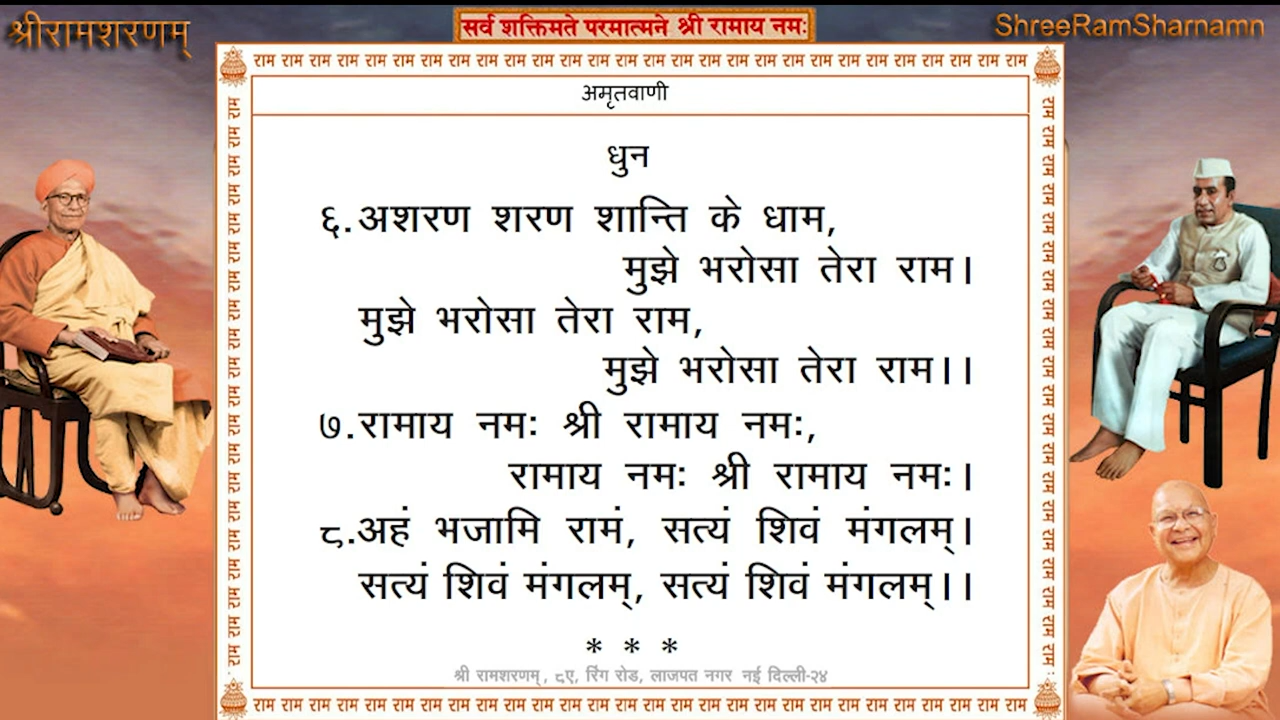 श्रीरामशरणम्
सर्व शक्तिमते परमात्मने श्री रामाय नमः
ShreeRamSharnamn
राम राम राम राम राम राम राम राम राम राम राम राम राम राम राम राम राम राम राम राम राम राम राम राम राम राम राम राम
अमृतवाणी
धुन
६.अशरण शरण शान्ति के धाम,
मुझे भरोसा तेरा राम।
मुझे भरोसा तेरा राम,
मुझे भरोसा तेरा राम।।
७.रामाय नमः श्री रामाय नमः,
रामाय नमः श्री रामाय नमः।
८.अहं भजामि रामं, सत्यं शिवं मंगलम्।
सत्यं शिवं मंगलम्, सत्यं शिवं मंगलम्।।
* * *
श्री रामशरणम्, ८ए, रिंग रोड, लाजपत नगर नई दिल्ली-२४
राम राम राम राम राम राम राम राम राम राम राम राम राम राम राम राम राम राम राम राम राम राम राम राम राम राम राम राम
राम राम राम राम राम राम राम राम राम राम राम राम राम राम राम राम राम राम राम राम
राम राम राम राम राम राम राम राम राम राम राम राम राम राम राम राम राम राम राम राम